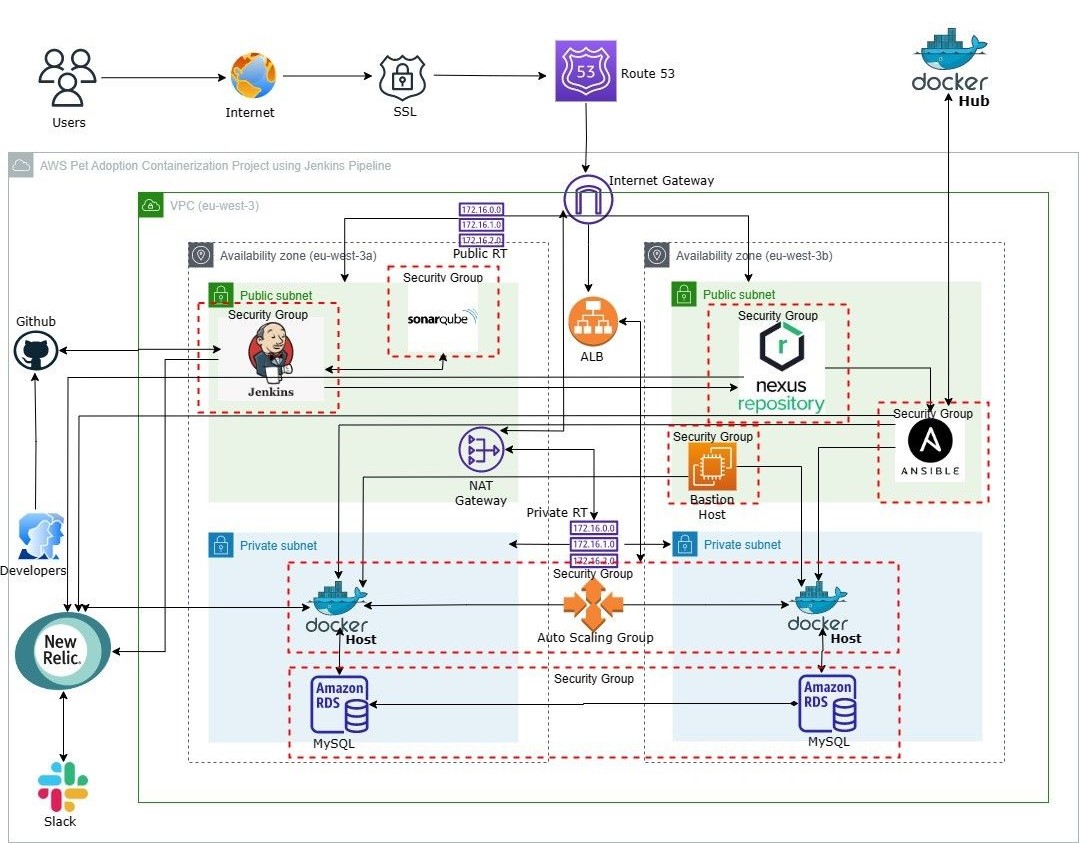 53
Route 53
docker
Hub
Users
Internet
SSL
AWS Pet Adoption Containerization Project using Jenkins Pipeline
Internet Gateway
VPC (eu-west-3)
172.16.0.0
172.16.1.0
172.16.2.0
Public RT
Availability zone (eu-west-3a)
Availability zone (eu-west-3b)
Security Group
Public subnet
Public subnet
Security Group
sonarqube
Security Group
Github
Jenkins
ALB
r
nexus
repository
Security Group
A
ANSIBLE
Security Group
NAT
Gateway
Bastion
Host
Private RT
172.16.0.0
172.16.1.0
172.16.2.0
Private subnet
Private subnet
Developers
Security Group
docker
Host
Auto Scaling Group
docker
Host
New
Relic.
Security Group
Amazon
RDS
MySQL
Amazon
RDS
MySQL
Slack